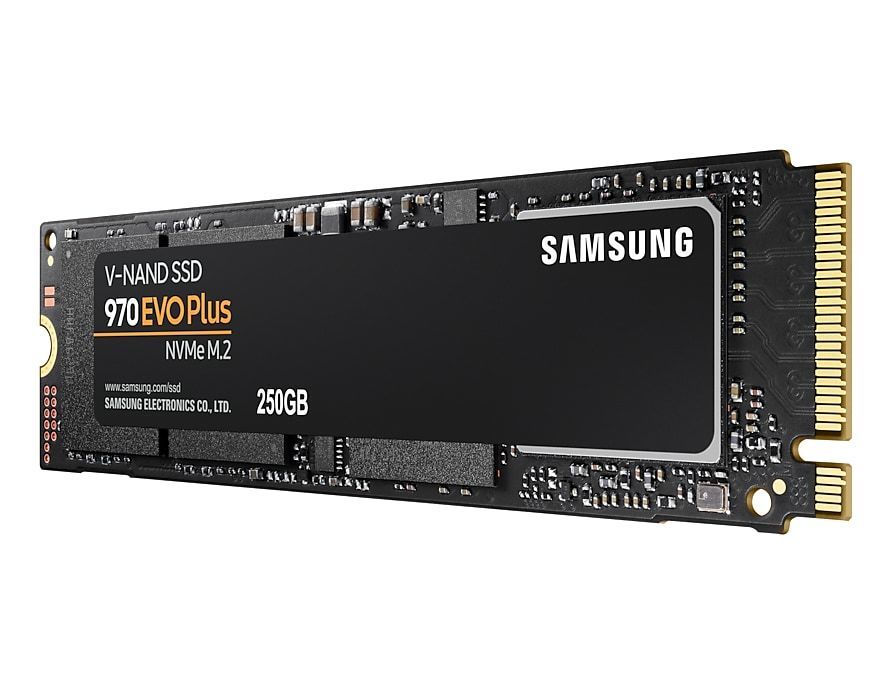 SAMSUNG
V-NAND SSD
970 EVO Plus
NVMe M.2
www.samsung.com/ssd
SAMSUNG ELECTRONICS CO., LTD.
250GB